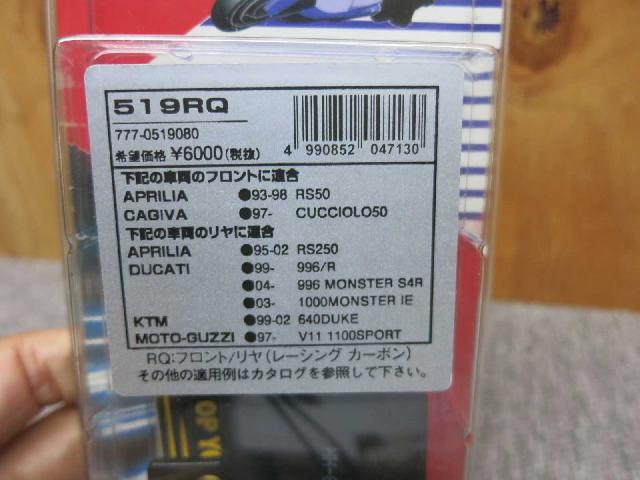 519RQ
777-0519080
希望価格 ¥6000(税抜)
4 990852 047130
下記の車両のフロントに適合
APRILIA ●93-98 RS50
CAGIVA ●97- CUCCIOLO50
下記の車両のリヤに適合
APRILIA ●95-02 RS250
DUCATI ●99- 996/R
●04- 996 MONSTER S4R
●03- 1000MONSTER IE
KTM ●99-02 640DUKE
MOTO-GUZZI ●97- V11 1100SPORT
RQ:フロント/リヤ(レーシング カーボン)
その他の適用例はカタログを参照して下さい。